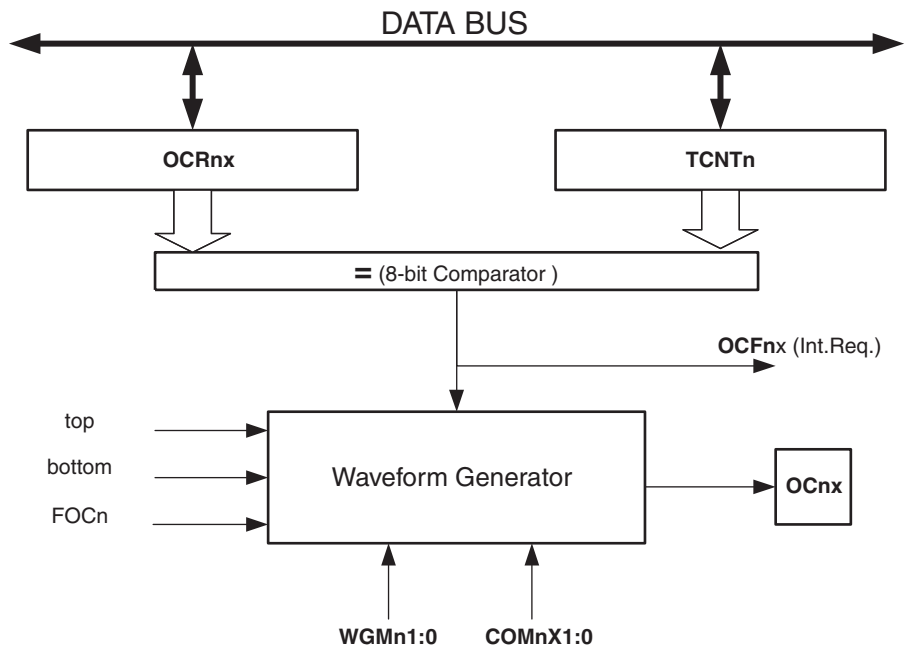 DATA BUS
OCRnx
TCNTn
= (8-bit Comparator )
OCFnx (Int.Req.)
top
bottom
FOCn
Waveform Generator
OCnx
WGMn1:0
COMnX1:0